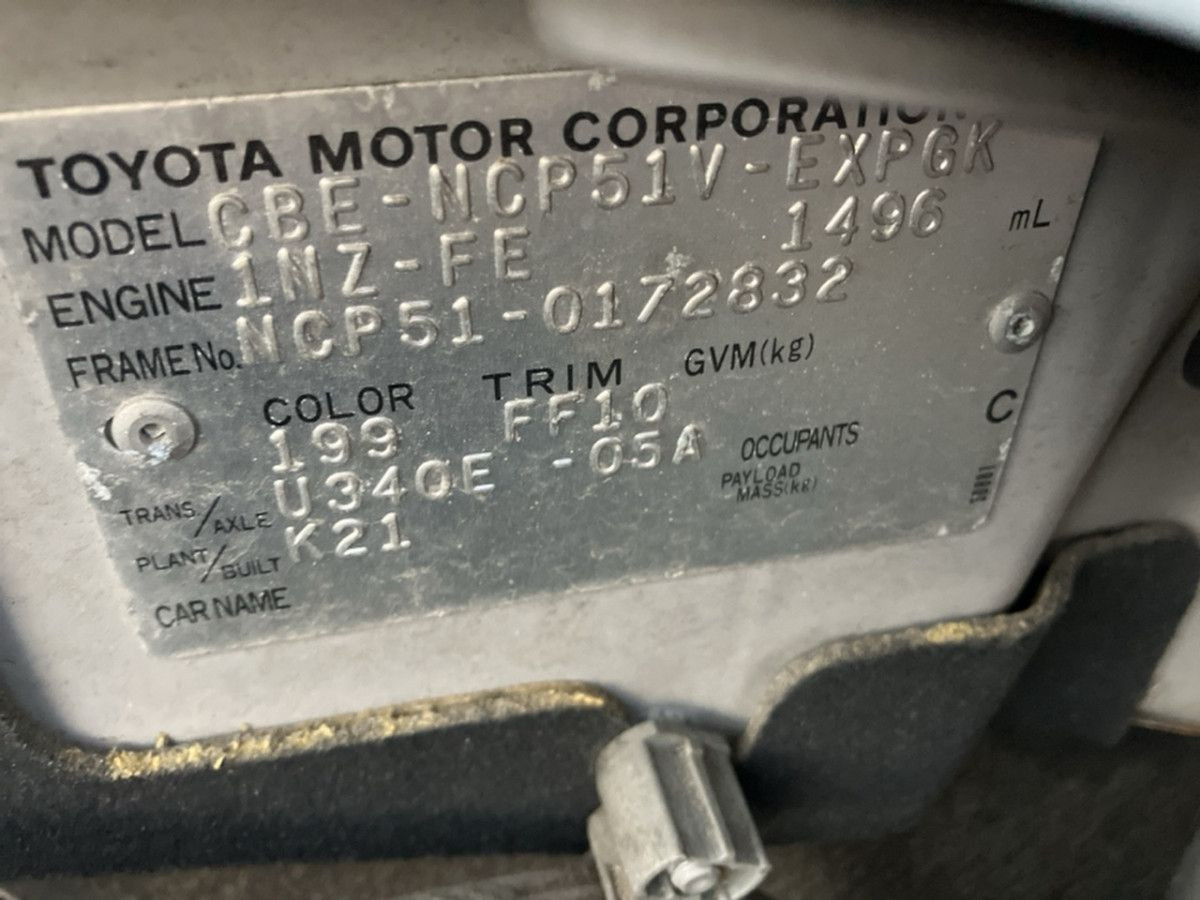 TOYOTA MOTOR CORPORATION
MODEL CBE-NCP51V-EXPGK
ENGINE 1NZ-FE 1496 mL
FRAME No. NCP51-0172832
COLOR TRIM GVM(kg)
199 FF10 C
TRANS/AXLE U340E -05A OCCUPANTS
PAYLOAD MASS(kg)
PLANT/BUILT K21
CAR NAME